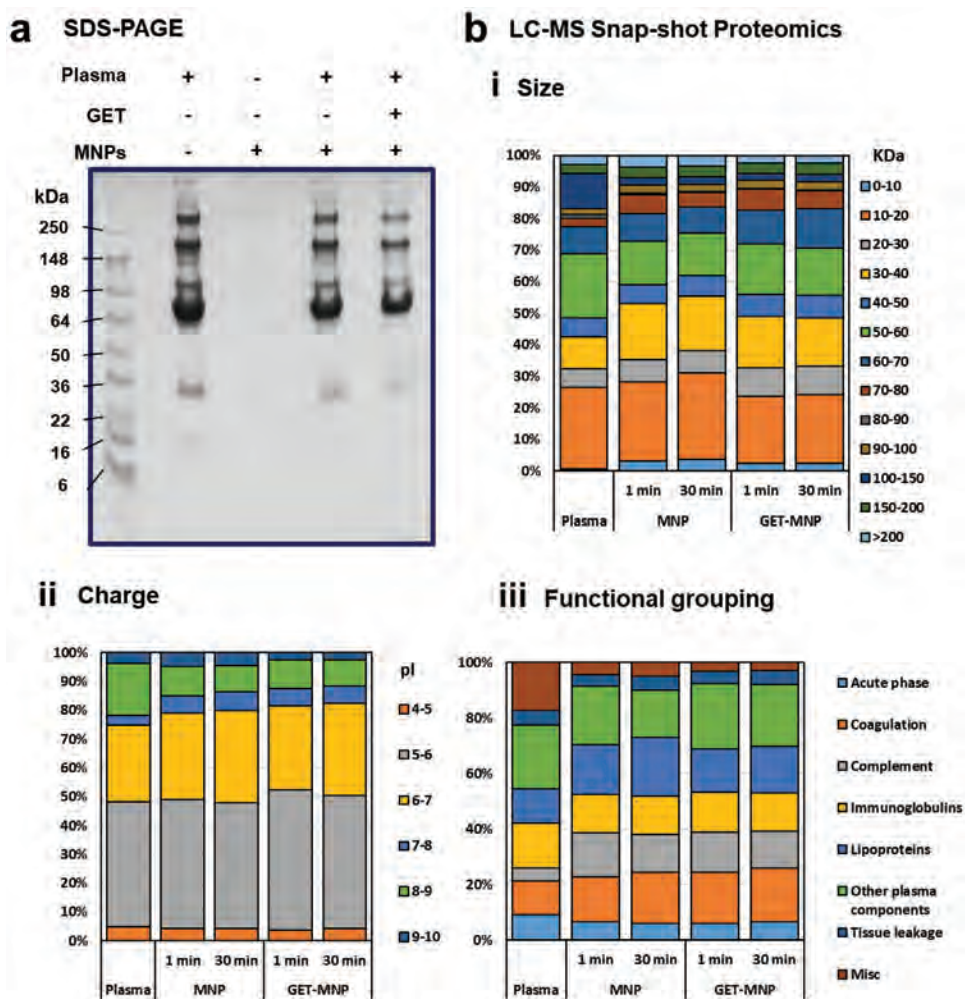 a SDS-PAGE
Plasma + - + +
GET - - - +
MNPs - + + +
kDa
250
148
98
64
50
36
22
16
6
b LC-MS Snap-shot Proteomics
i Size
100%
90%
80%
70%
60%
50%
40%
30%
20%
10%
0%
1 min 30 min 1 min 30 min
Plasma MNP GET-MNP
KDa
0-10
10-20
20-30
30-40
40-50
50-60
60-70
70-80
80-90
90-100
100-150
150-200
>200
ii Charge
100%
90%
80%
70%
60%
50%
40%
30%
20%
10%
0%
1 min 30 min 1 min 30 min
Plasma MNP GET-MNP
pI
4-5
5-6
6-7
7-8
8-9
9-10
iii Functional grouping
100%
80%
60%
40%
20%
0%
1 min 30 min 1 min 30 min
Plasma MNP GET-MNP
Acute phase
Coagulation
Complement
Immunoglobulins
Lipoproteins
Other plasma
components
Tissue leakage
Misc